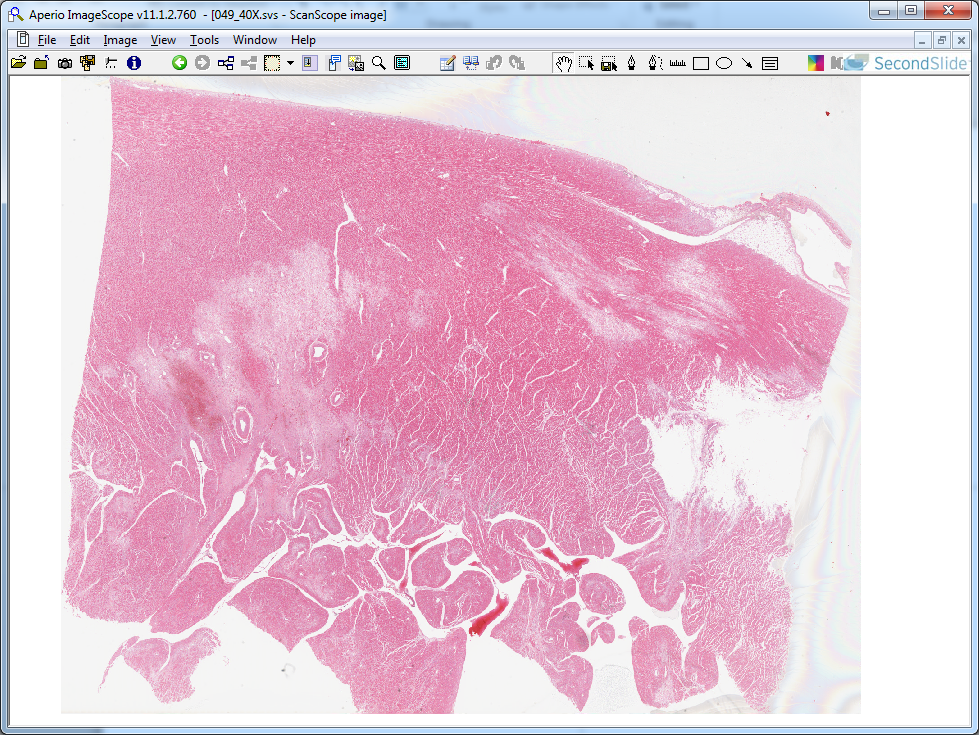 Aperio ImageScope v11.1.2.760 - [049_40X.svs - ScanScope image]
File Edit Image View Tools Window Help
SecondSlide